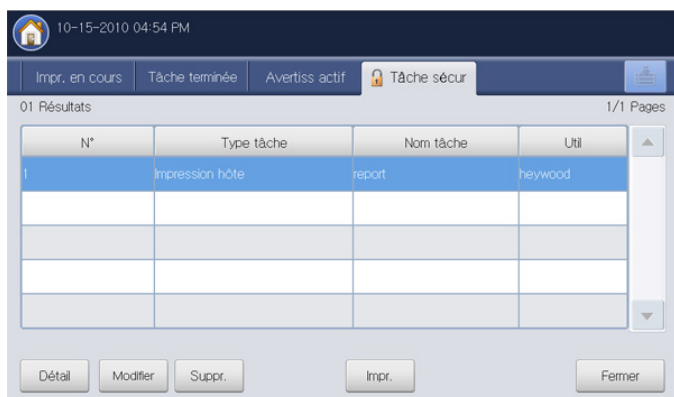 10-15-2010 04:54 PM
Impr. en cours Tâche terminée Avertiss actif Tâche sécur
01 Résultats 1/1 Pages
N° Type tâche Nom tâche Util
1 Impression hôte report heywood
Détail Modifier Suppr. Impr. Fermer